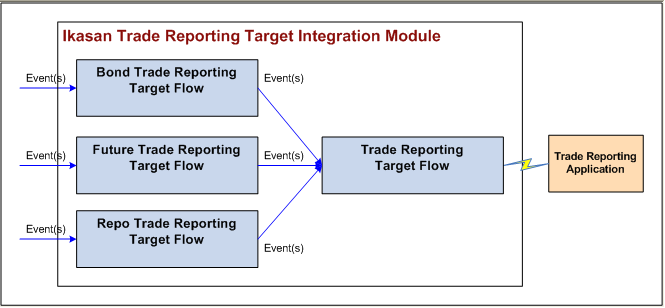 Ikasan Trade Reporting Target Integration Module
Event(s)
Bond Trade Reporting
Target Flow
Event(s)
Event(s)
Future Trade Reporting
Target Flow
Event(s)
Trade Reporting
Target Flow
Trade Reporting
Application
Event(s)
Repo Trade Reporting
Target Flow
Event(s)